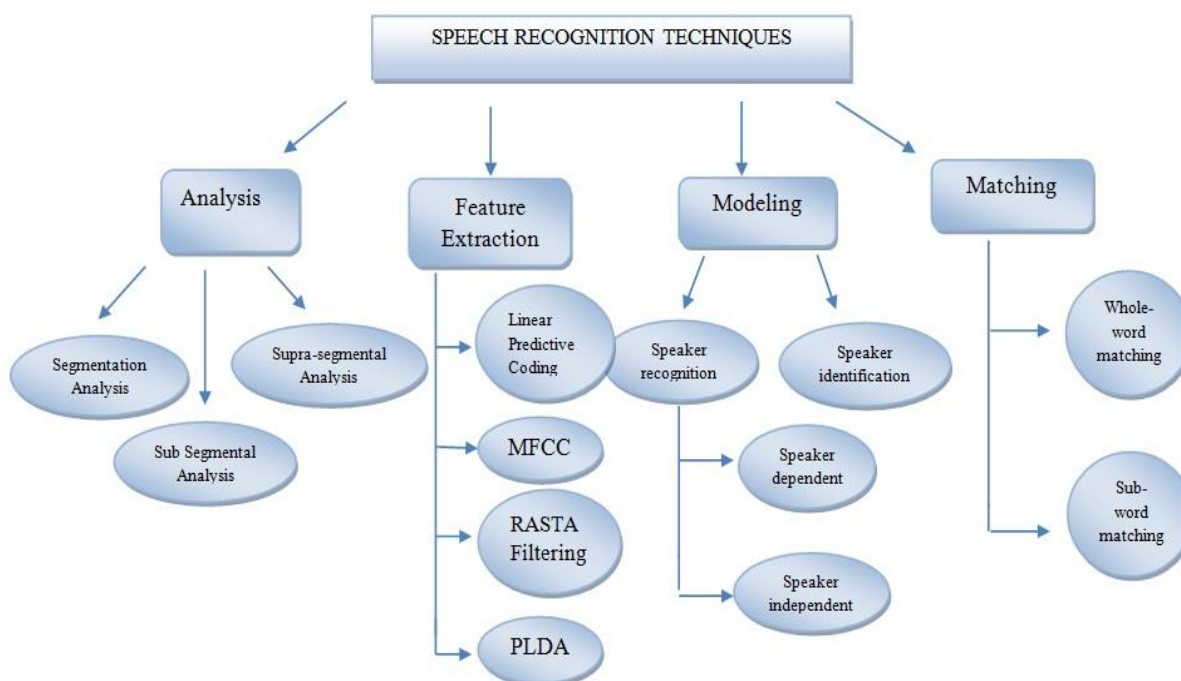 SPEECH RECOGNITION TECHNIQUES
Analysis
Feature
Extraction
Modeling
Matching
Segmentation
Analysis
Sub Segmental
Analysis
Supra-segmental
Analysis
Linear
Predictive
Coding
MFCC
RASTA
Filtering
PLDA
Speaker
recognition
Speaker
identification
Speaker
dependent
Speaker
independent
Whole-
word
matching
Sub-
word
matching